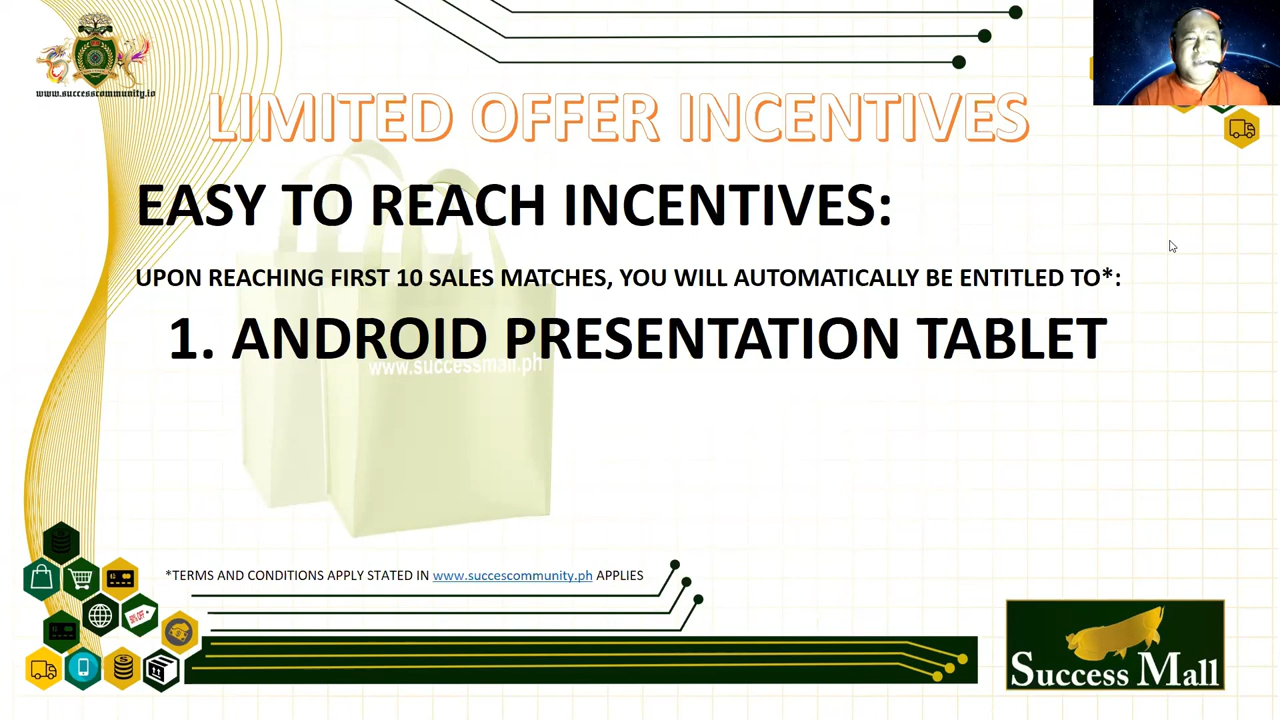 www.successcommunity.io
LIMITED OFFER INCENTIVES
EASY TO REACH INCENTIVES:
UPON REACHING FIRST 10 SALES MATCHES, YOU WILL AUTOMATICALLY BE ENTITLED TO*:
1. ANDROID PRESENTATION TABLET
www.successmall.ph
*TERMS AND CONDITIONS APPLY STATED IN www.succescommunity.ph APPLIES
50% OFF
Success Mall